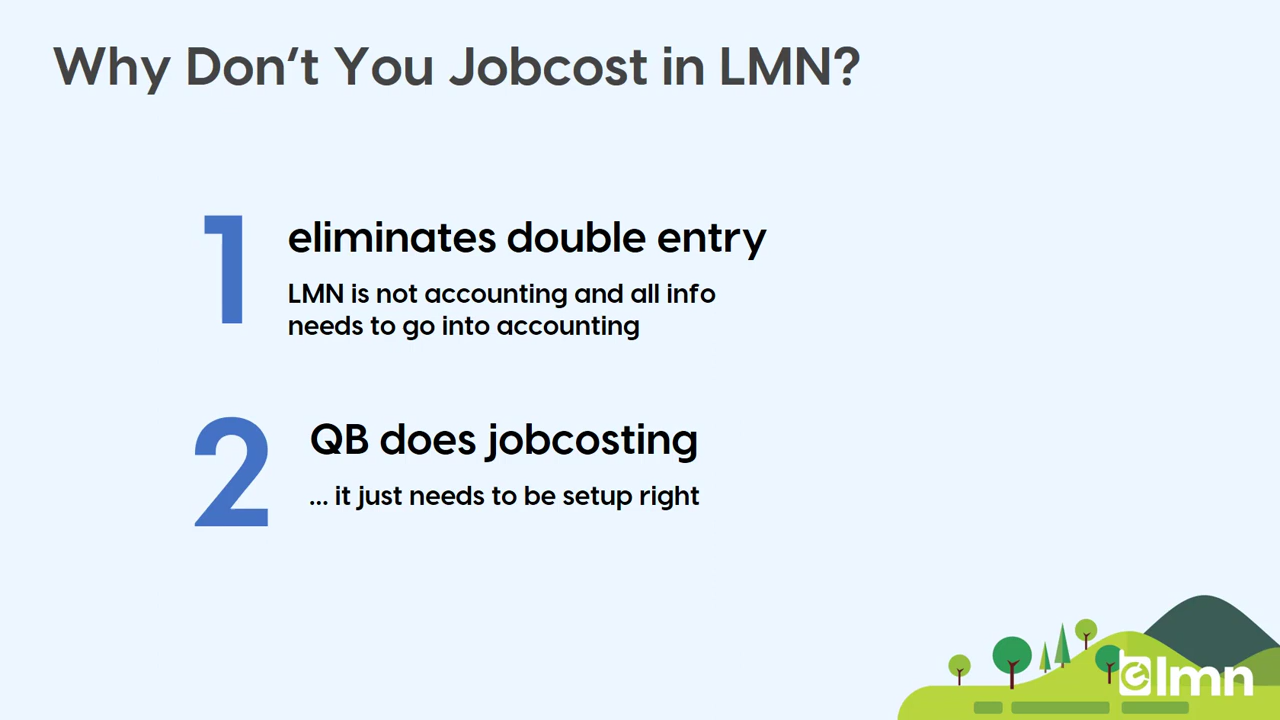 Why Don't You Jobcost in LMN?
1
eliminates double entry
LMN is not accounting and all info
needs to go into accounting
2
QB does jobcosting
... it just needs to be setup right
lmn